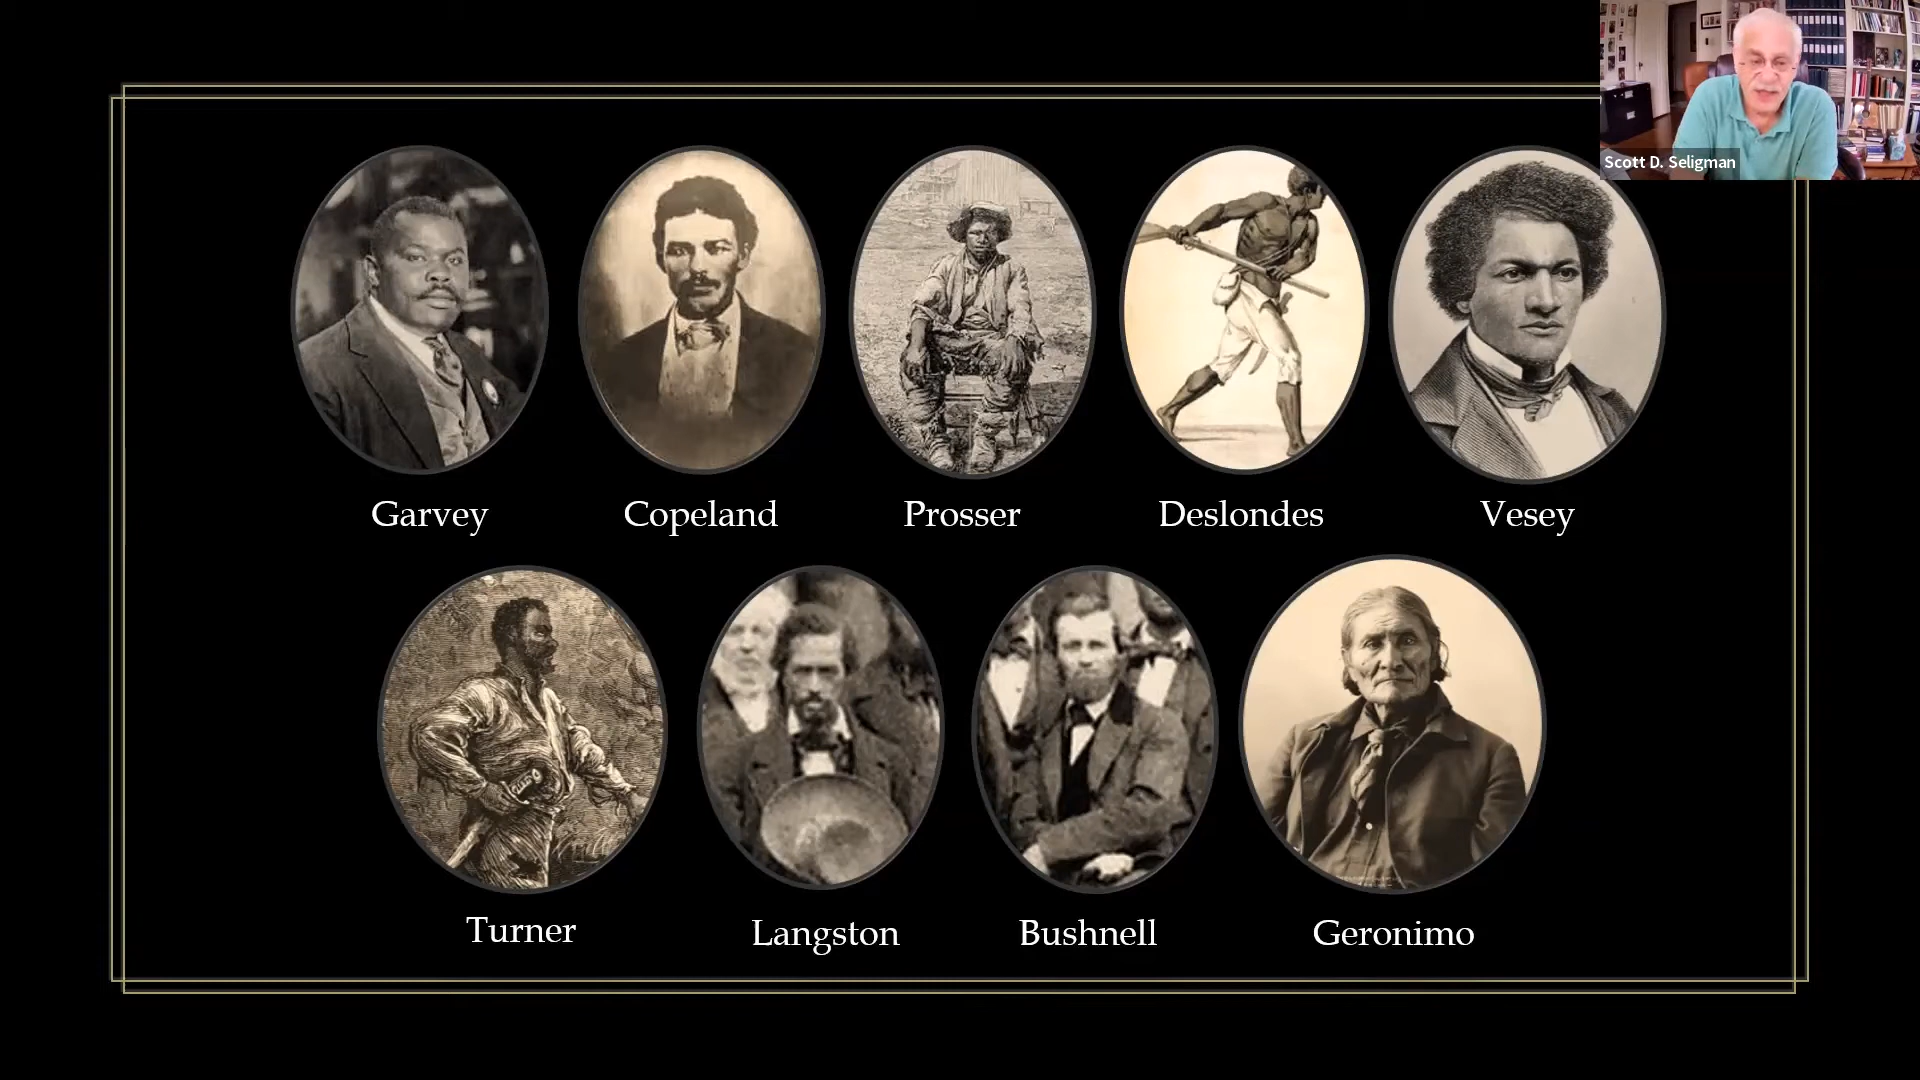 Scott D. Seligman
Garvey
Copeland
Prosser
Deslondes
Vesey
Turner
Langston
Bushnell
Geronimo